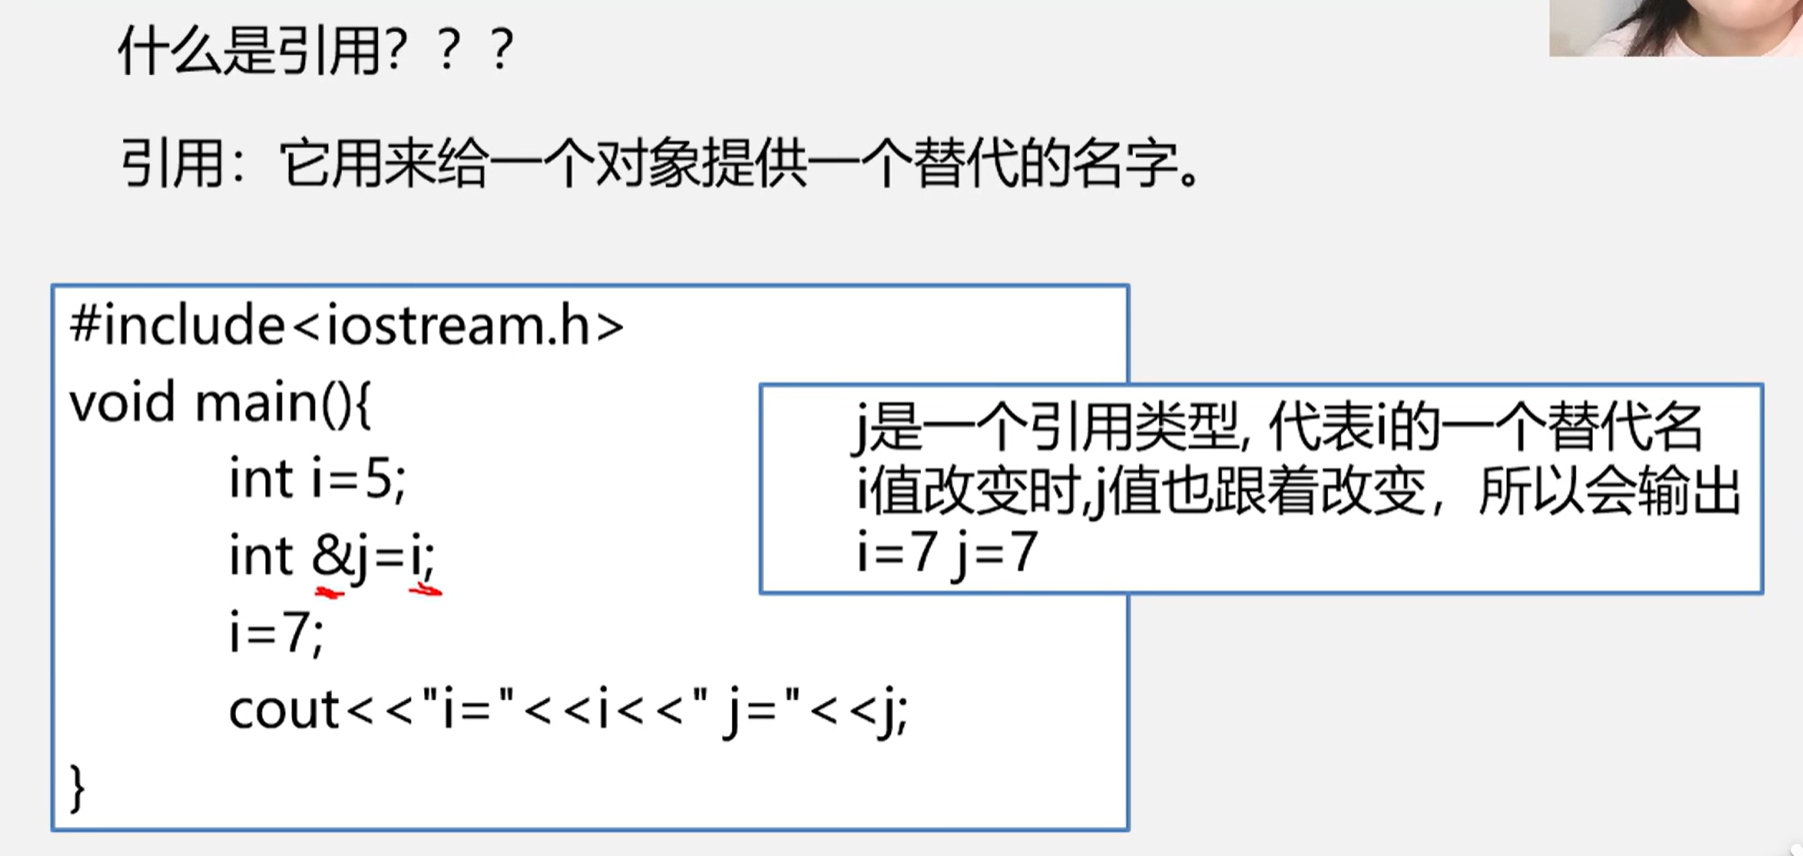 什么是引用？？？
引用：它用来给一个对象提供一个替代的名字。
#include<iostream.h>
void main(){
int i=5;
int &j=i;
i=7;
cout<<"i="<<i<<" j="<<j;
}
j是一个引用类型, 代表i的一个替代名
i值改变时,j值也跟着改变，所以会输出
i=7 j=7